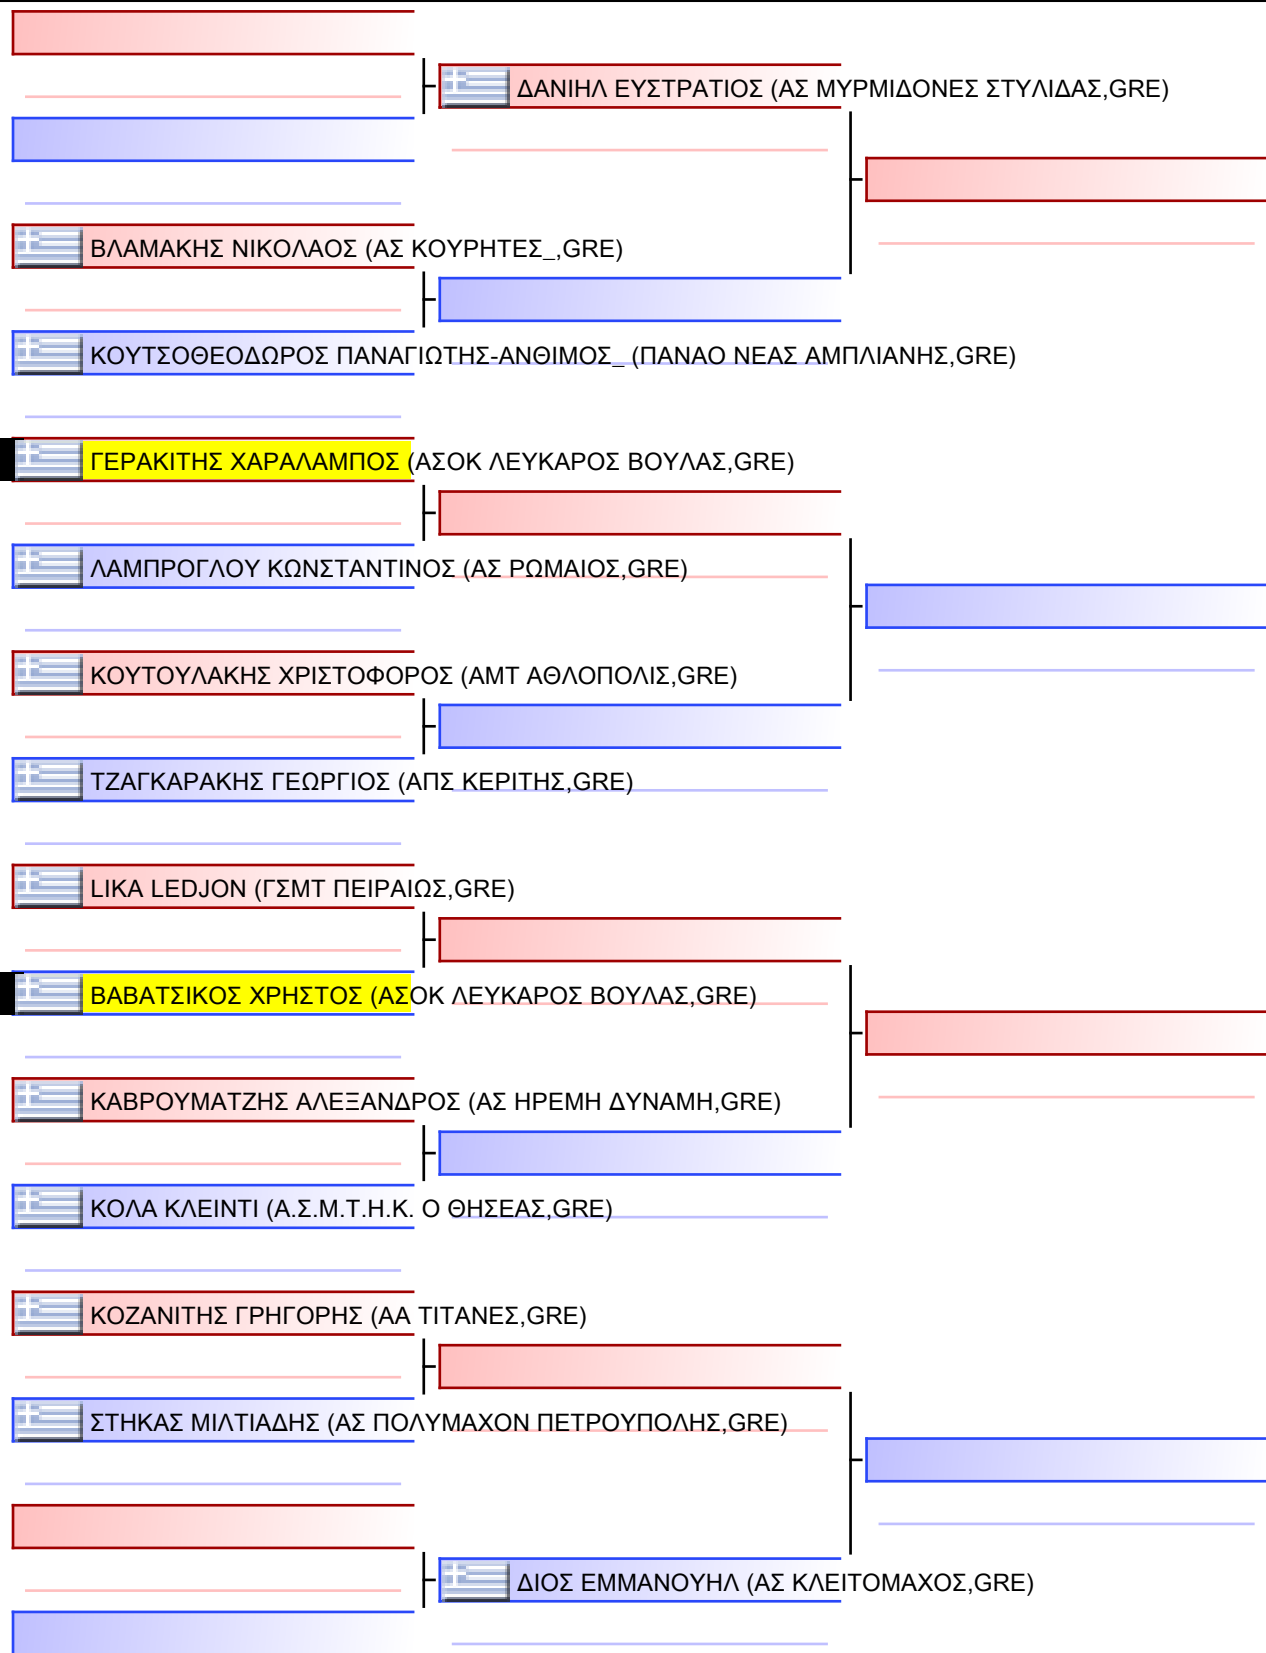 ΔΑΝΙΗΛ ΕΥΣΤΡΑΤΙΟΣ (ΑΣ ΜΥΡΜΙΔΟΝΕΣ ΣΤΥΛΙΔΑΣ,GRE)
ΒΛΑΜΑΚΗΣ ΝΙΚΟΛΑΟΣ (ΑΣ ΚΟΥΡΗΤΕΣ_,GRE)
ΚΟΥΤΣΟΘΕΟΔΩΡΟΣ ΠΑΝΑΓΙΩΤΗΣ-ΑΝΘΙΜΟΣ_ (ΠΑΝΑΟ ΝΕΑΣ ΑΜΠΛΙΑΝΗΣ,GRE)
ΓΕΡΑΚΙΤΗΣ ΧΑΡΑΛΑΜΠΟΣ (ΑΣΟΚ ΛΕΥΚΑΡΟΣ ΒΟΥΛΑΣ,GRE)
ΛΑΜΠΡΟΓΛΟΥ ΚΩΝΣΤΑΝΤΙΝΟΣ (ΑΣ ΡΩΜΑΙΟΣ,GRE)
ΚΟΥΤΟΥΛΑΚΗΣ ΧΡΙΣΤΟΦΟΡΟΣ (ΑΜΤ ΑΘΛΟΠΟΛΙΣ,GRE)
ΤΖΑΓΚΑΡΑΚΗΣ ΓΕΩΡΓΙΟΣ (ΑΠΣ ΚΕΡΙΤΗΣ,GRE)
LIKA LEDJON (ΓΣΜΤ ΠΕΙΡΑΙΩΣ,GRE)
ΒΑΒΑΤΣΙΚΟΣ ΧΡΗΣΤΟΣ (ΑΣΟΚ ΛΕΥΚΑΡΟΣ ΒΟΥΛΑΣ,GRE)
ΚΑΒΡΟΥΜΑΤΖΗΣ ΑΛΕΞΑΝΔΡΟΣ (ΑΣ ΗΡΕΜΗ ΔΥΝΑΜΗ,GRE)
ΚΟΛΑ ΚΛΕΙΝΤΙ (Α.Σ.Μ.Τ.Η.Κ. Ο ΘΗΣΕΑΣ,GRE)
ΚΟΖΑΝΙΤΗΣ ΓΡΗΓΟΡΗΣ (ΑΑ ΤΙΤΑΝΕΣ,GRE)
ΣΤΗΚΑΣ ΜΙΛΤΙΑΔΗΣ (ΑΣ ΠΟΛΥΜΑΧΟΝ ΠΕΤΡΟΥΠΟΛΗΣ,GRE)
ΔΙΟΣ ΕΜΜΑΝΟΥΗΛ (ΑΣ ΚΛΕΙΤΟΜΑΧΟΣ,GRE)